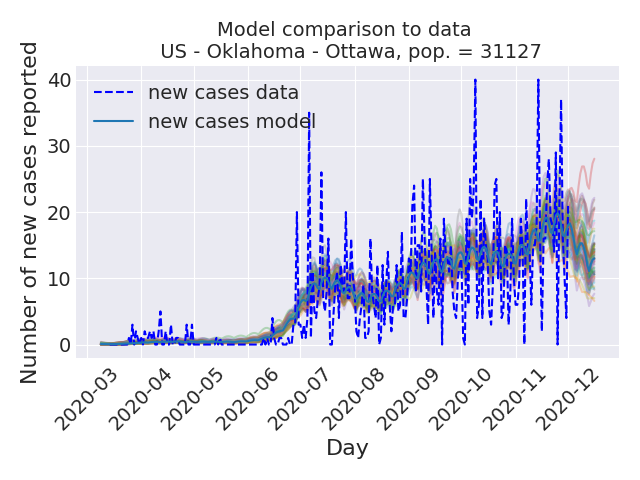 Model comparison to data
US - Oklahoma - Ottawa, pop. = 31127
Number of new cases reported
40
30
20
10
0
new cases data
new cases model
2020-03
2020-04
2020-05
2020-06
2020-07
2020-08
2020-09
2020-10
2020-11
2020-12
Day